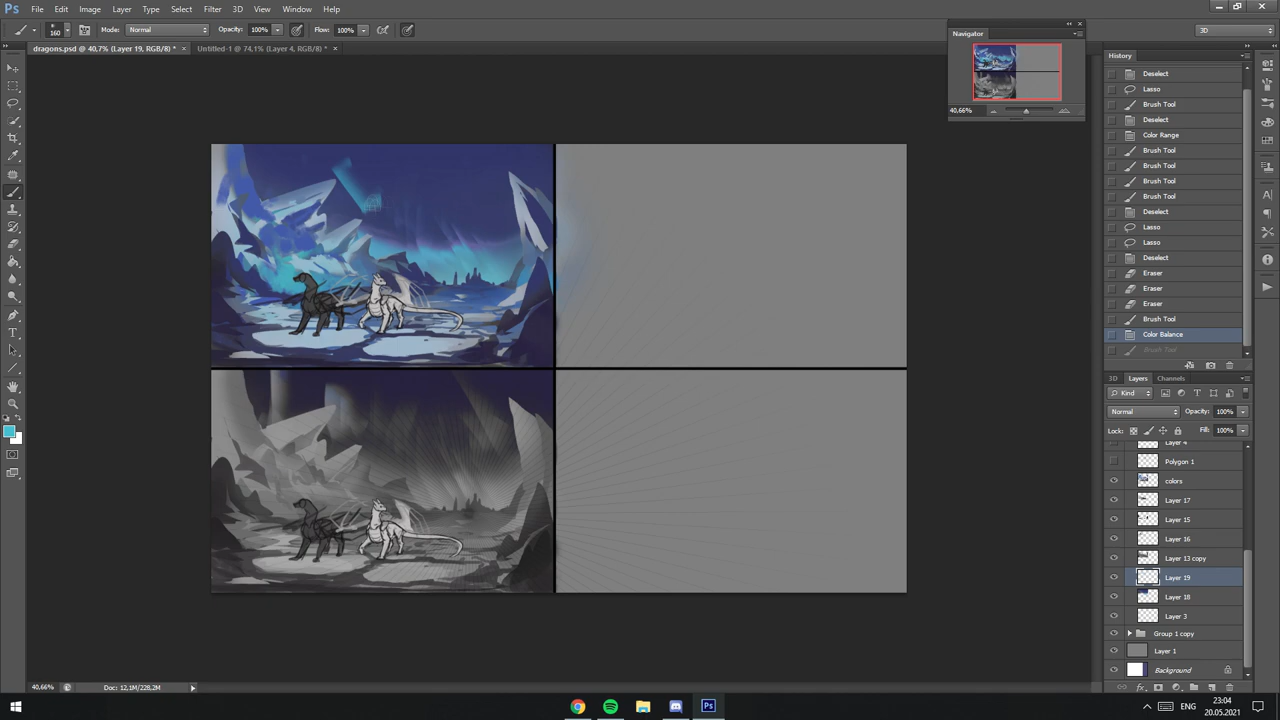 Ps File Edit Image Layer Type Select Filter 3D View Window Help
160 Mode: Normal Opacity: 100% Flow: 100% 3D
dragons.psd @ 40,7% (Layer 19, RGB/8) * × Untitled-1 @ 74,1% (Layer 4, RGB/8) * ×
Navigator
40,66%
History
Deselect
Lasso
Brush Tool
Deselect
Color Range
Brush Tool
Brush Tool
Brush Tool
Brush Tool
Deselect
Lasso
Lasso
Deselect
Eraser
Eraser
Eraser
Brush Tool
Color Balance
Brush Tool
3D Layers Channels
Kind
Normal Opacity: 100%
Lock: Fill: 100%
Layer 4
Polygon 1
colors
Layer 17
Layer 15
Layer 16
Layer 13 copy
Layer 19
Layer 18
Layer 3
Group 1 copy
Layer 1
Background
fx
40,66% Doc: 12,1M/228,2M
Ps
ENG
23:04
20.05.2021